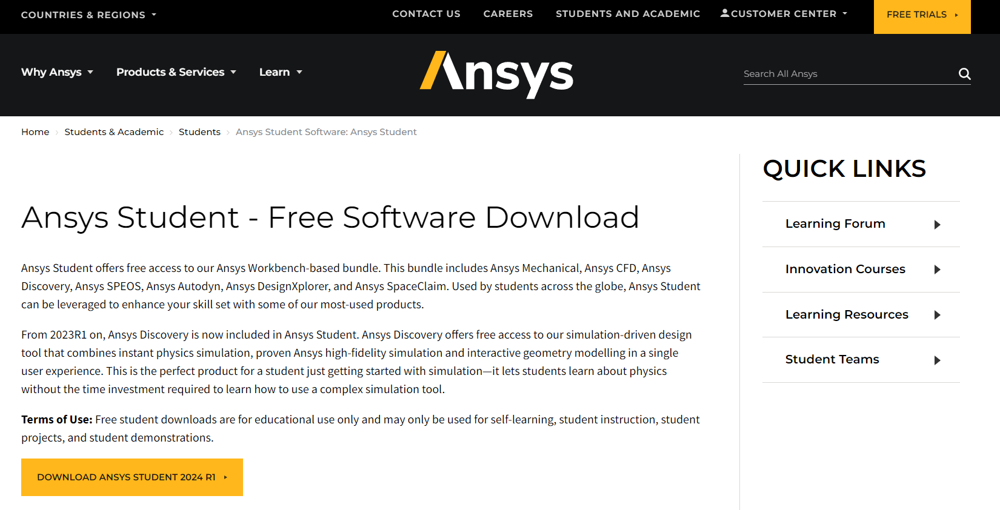 COUNTRIES & REGIONS
CONTACT US
CAREERS
STUDENTS AND ACADEMIC
CUSTOMER CENTER
FREE TRIALS
Why Ansys
Products & Services
Learn
Ansys
Search All Ansys
Home > Students & Academic > Students > Ansys Student Software: Ansys Student
Ansys Student - Free Software Download
Ansys Student offers free access to our Ansys Workbench-based bundle. This bundle includes Ansys Mechanical, Ansys CFD, Ansys
Discovery, Ansys SPEOS, Ansys Autodyn, Ansys DesignXplorer, and Ansys SpaceClaim. Used by students across the globe, Ansys Student
can be leveraged to enhance your skill set with some of our most-used products.
From 2023R1 on, Ansys Discovery is now included in Ansys Student. Ansys Discovery offers free access to our simulation-driven design
tool that combines instant physics simulation, proven Ansys high-fidelity simulation and interactive geometry modelling in a single
user experience. This is the perfect product for a student just getting started with simulation—it lets students learn about physics
without the time investment required to learn how to use a complex simulation tool.
Terms of Use: Free student downloads are for educational use only and may only be used for self-learning, student instruction, student
projects, and student demonstrations.
DOWNLOAD ANSYS STUDENT 2024 R1
QUICK LINKS
Learning Forum
Innovation Courses
Learning Resources
Student Teams